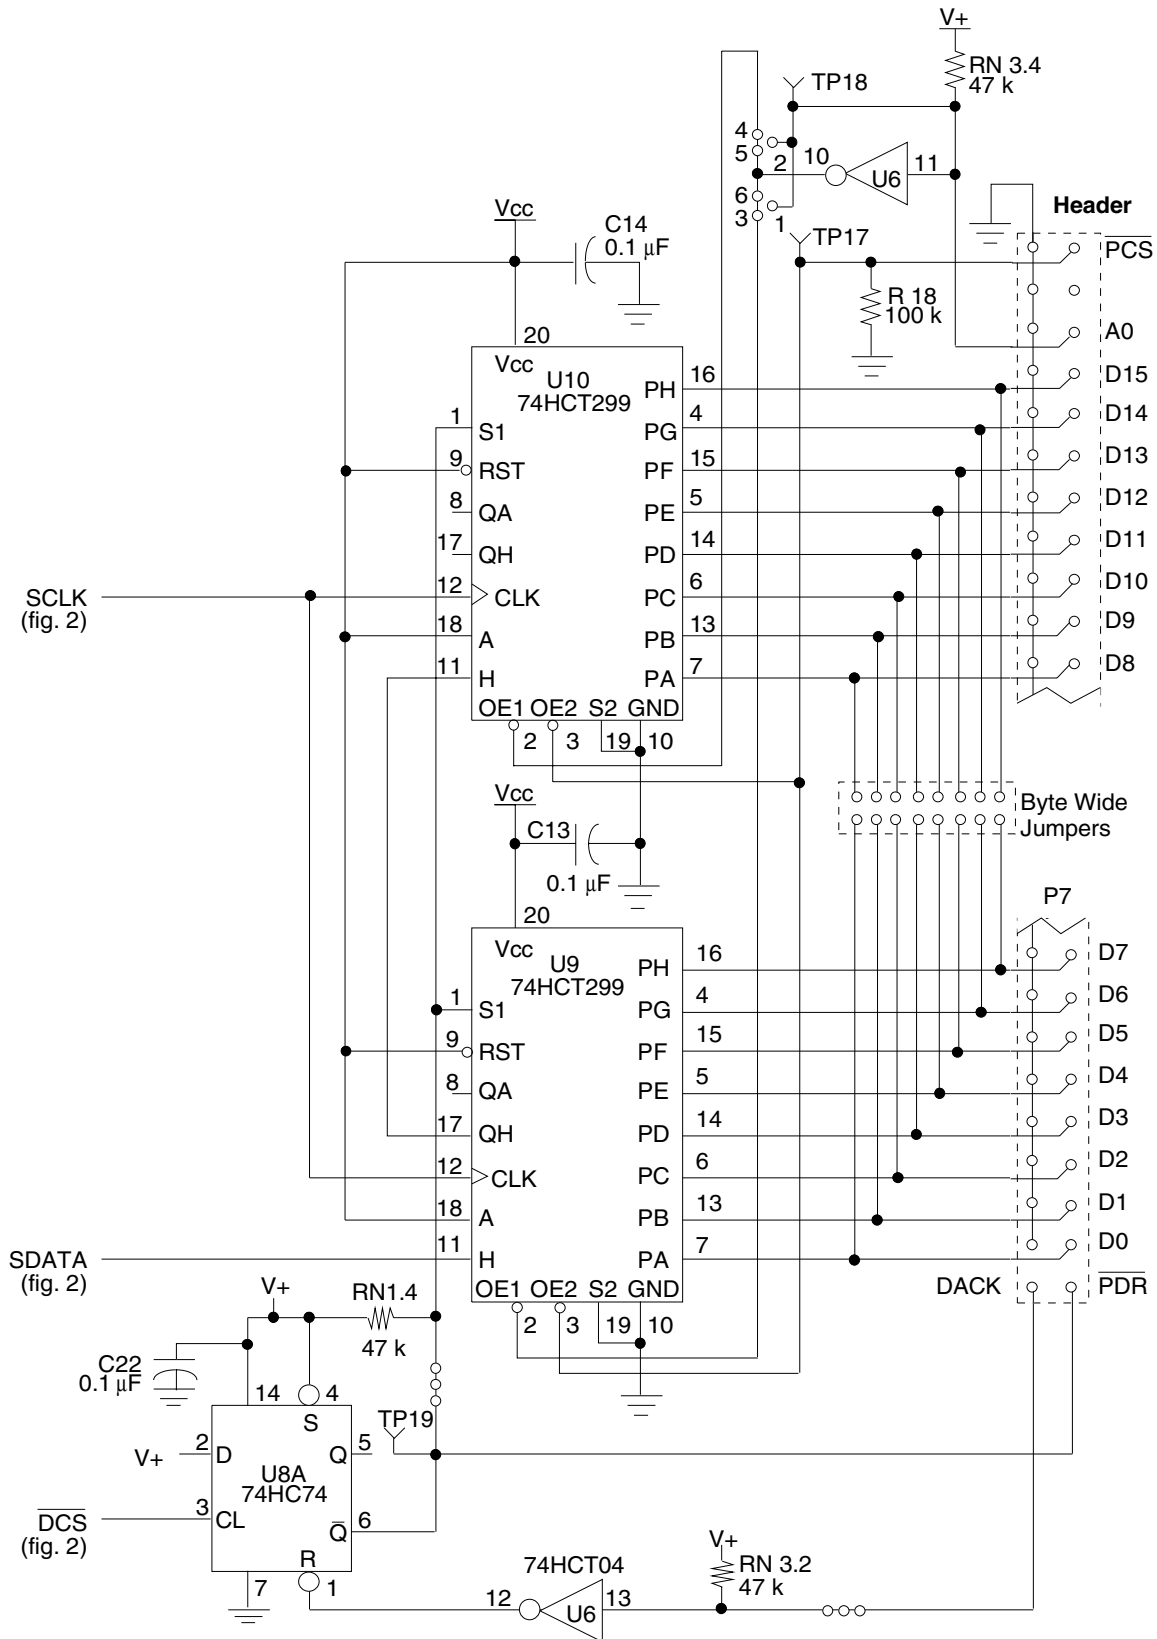 V+
RN 3.4
47 k
TP18
4
5
2
10
U6
11
6
3
1
TP17
Header
Vcc
C14
0.1 µF
R 18
100 k
PCS
A0
D15
D14
D13
D12
D11
D10
D9
D8
20
Vcc
U10
74HCT299
1
S1
9
RST
8
QA
17
QH
12
CLK
18
A
11
H
PH
16
PG
4
PF
15
PE
5
PD
14
PC
6
PB
13
PA
7
OE1
OE2
S2
GND
2
3
19
10
SCLK
(fig. 2)
Vcc
C13
0.1 µF
Byte Wide
Jumpers
P7
20
Vcc
U9
74HCT299
1
S1
9
RST
8
QA
17
QH
12
CLK
18
A
11
H
PH
16
PG
4
PF
15
PE
5
PD
14
PC
6
PB
13
PA
7
OE1
OE2
S2
GND
2
3
19
10
D7
D6
D5
D4
D3
D2
D1
D0
DACK
PDR
SDATA
(fig. 2)
V+
RN1.4
47 k
C22
0.1 µF
14
4
S
TP19
V+
2
D
Q
5
U8A
74HC74
DCS
(fig. 2)
3
CL
Q̅
6
R
7
1
74HCT04
12
U6
13
V+
RN 3.2
47 k